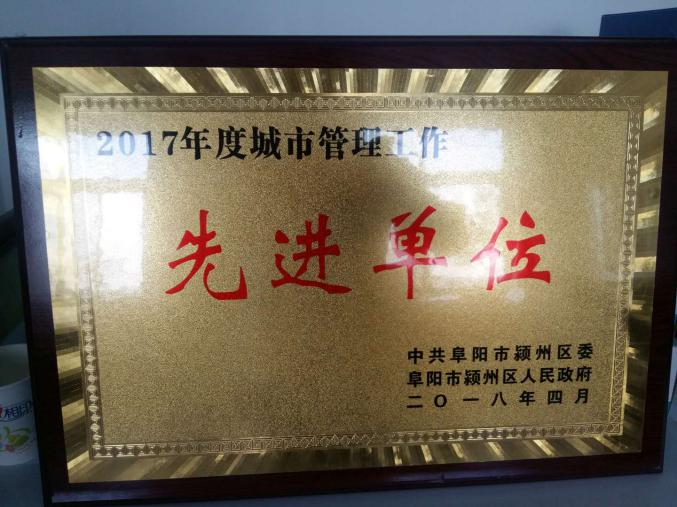 2017年度城市管理工作
先进单位
中共阜阳市颍州区委
阜阳市颍州区人民政府
二〇一八年四月
相印